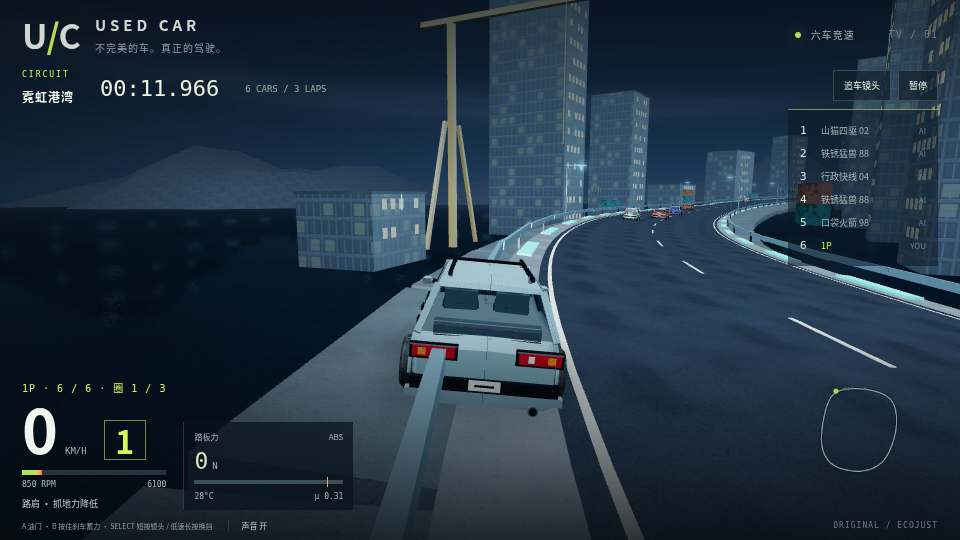 U/C USED CAR
不完美的车。真正的驾驶。
CIRCUIT
霓虹港湾 00:11.966 6 CARS / 3 LAPS
六车竞速 TV / 01
追车镜头 暂停
1 山猫四驱 02 AI
2 铁锈猛兽 88 AI
3 行政快线 04 AI
4 铁锈猛兽 88 AI
5 口袋火箭 98 AI
6 1P YOU
1P · 6 / 6 · 圈 1 / 3
0 KM/H 1
850 RPM 6100
路肩 · 抓地力降低
踏板力 ABS
0 N
28°C μ 0.31
A 油门 · B 按住刹车蓄力 · SELECT 短按镜头 / 低速长按换挡 声音 开
ORIGINAL / ECOJUST